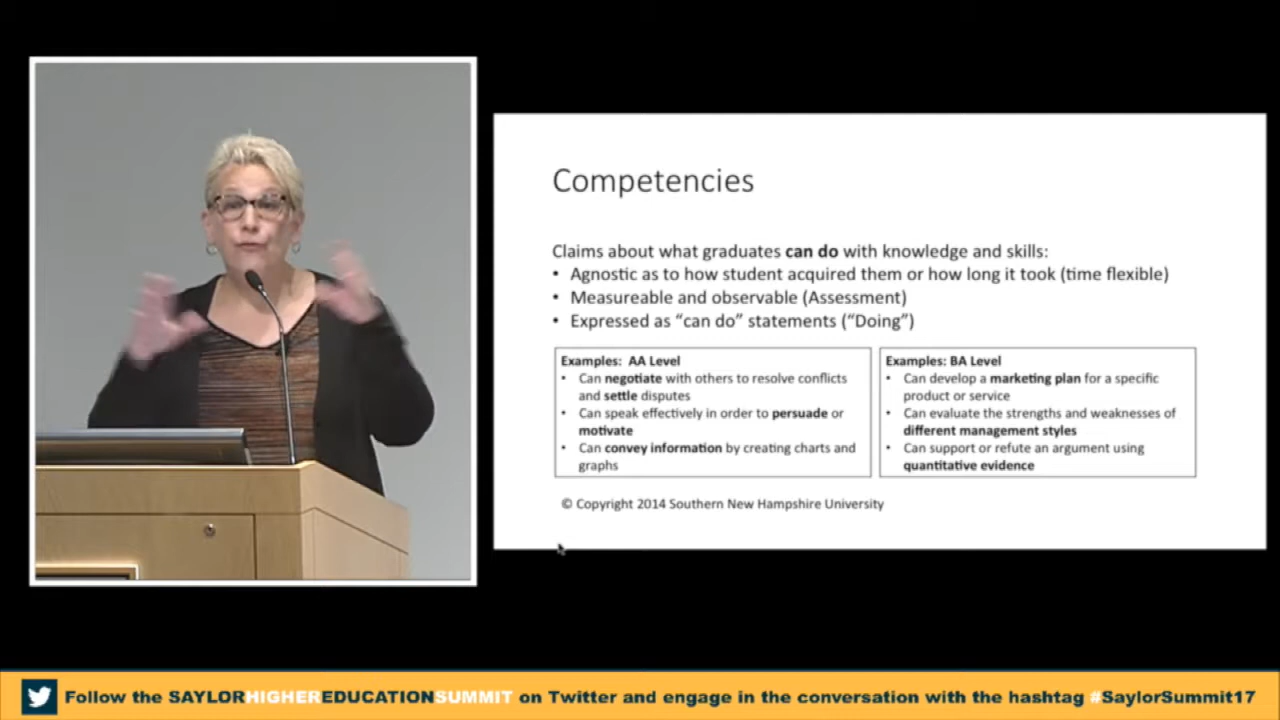 Competencies
Claims about what graduates can do with knowledge and skills:
• Agnostic as to how student acquired them or how long it took (time flexible)
• Measureable and observable (Assessment)
• Expressed as “can do” statements (“Doing”)
Examples: AA Level
• Can negotiate with others to resolve conflicts
and settle disputes
• Can speak effectively in order to persuade or
motivate
• Can convey information by creating charts and
graphs
Examples: BA Level
• Can develop a marketing plan for a specific
product or service
• Can evaluate the strengths and weaknesses of
different management styles
• Can support or refute an argument using
quantitative evidence
© Copyright 2014 Southern New Hampshire University
Follow the SAYLORHIGHEREDUCATIONSUMMIT on Twitter and engage in the conversation with the hashtag #SaylorSummit17